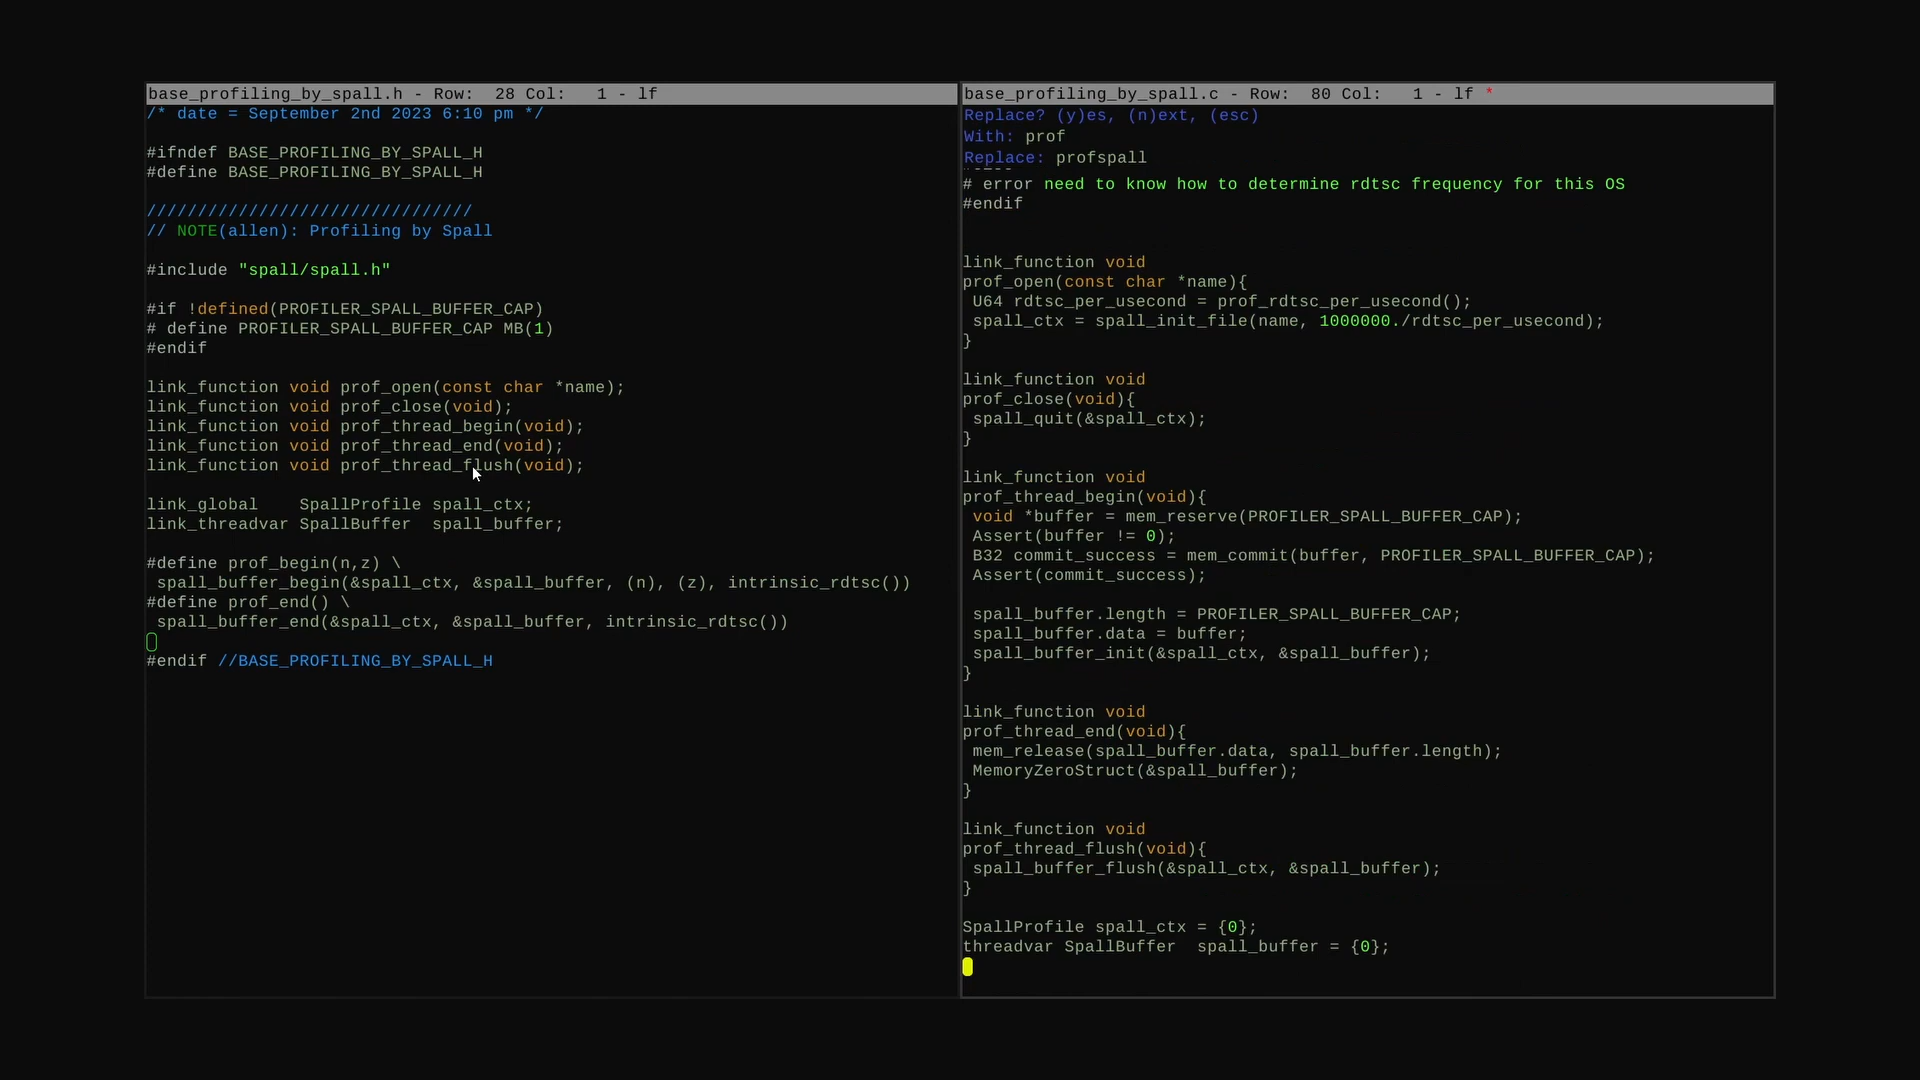 base_profiling_by_spall.h - Row:  28 Col:   1 - lf
/* date = September 2nd 2023 6:10 pm */
#ifndef BASE_PROFILING_BY_SPALL_H
#define BASE_PROFILING_BY_SPALL_H
////////////////////////////////
// NOTE(allen): Profiling by Spall
#include "spall/spall.h"
#if !defined(PROFILER_SPALL_BUFFER_CAP)
# define PROFILER_SPALL_BUFFER_CAP MB(1)
#endif
link_function void prof_open(const char *name);
link_function void prof_close(void);
link_function void prof_thread_begin(void);
link_function void prof_thread_end(void);
link_function void prof_thread_flush(void);
link_global    SpallProfile spall_ctx;
link_threadvar SpallBuffer  spall_buffer;
#define prof_begin(n,z) \
 spall_buffer_begin(&spall_ctx, &spall_buffer, (n), (z), intrinsic_rdtsc())
#define prof_end() \
 spall_buffer_end(&spall_ctx, &spall_buffer, intrinsic_rdtsc())
#endif //BASE_PROFILING_BY_SPALL_H
base_profiling_by_spall.c - Row:  80 Col:   1 - lf *
Replace? (y)es, (n)ext, (esc)
With: prof
Replace: profspall
# error need to know how to determine rdtsc frequency for this OS
#endif
link_function void
prof_open(const char *name){
 U64 rdtsc_per_usecond = prof_rdtsc_per_usecond();
 spall_ctx = spall_init_file(name, 1000000./rdtsc_per_usecond);
}
link_function void
prof_close(void){
 spall_quit(&spall_ctx);
}
link_function void
prof_thread_begin(void){
 void *buffer = mem_reserve(PROFILER_SPALL_BUFFER_CAP);
 Assert(buffer != 0);
 B32 commit_success = mem_commit(buffer, PROFILER_SPALL_BUFFER_CAP);
 Assert(commit_success);
 spall_buffer.length = PROFILER_SPALL_BUFFER_CAP;
 spall_buffer.data = buffer;
 spall_buffer_init(&spall_ctx, &spall_buffer);
}
link_function void
prof_thread_end(void){
 mem_release(spall_buffer.data, spall_buffer.length);
 MemoryZeroStruct(&spall_buffer);
}
link_function void
prof_thread_flush(void){
 spall_buffer_flush(&spall_ctx, &spall_buffer);
}
SpallProfile spall_ctx = {0};
threadvar SpallBuffer  spall_buffer = {0};